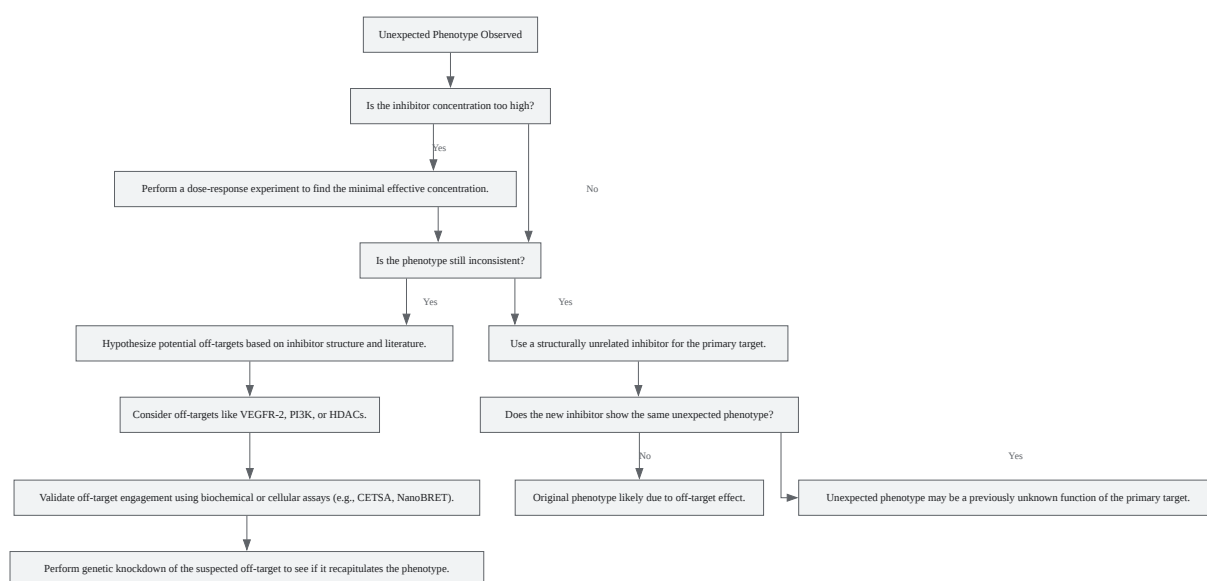 Unexpected Phenotype Observed
Is the inhibitor concentration too high?
Yes
Perform a dose-response experiment to find the minimal effective concentration.
No
Is the phenotype still inconsistent?
Yes
Yes
Hypothesize potential off-targets based on inhibitor structure and literature.
Use a structurally unrelated inhibitor for the primary target.
Consider off-targets like VEGFR-2, PI3K, or HDACs.
Does the new inhibitor show the same unexpected phenotype?
No
Yes
Validate off-target engagement using biochemical or cellular assays (e.g., CETSA, NanoBRET).
Original phenotype likely due to off-target effect.
Unexpected phenotype may be a previously unknown function of the primary target.
Perform genetic knockdown of the suspected off-target to see if it recapitulates the phenotype.